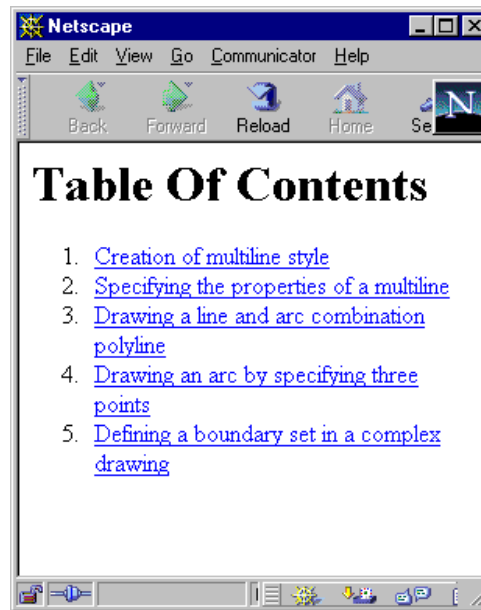 Netscape
File Edit View Go Communicator Help
Back Forward Reload Home Se
N
Table Of Contents
1. Creation of multiline style
2. Specifying the properties of a multiline
3. Drawing a line and arc combination
polyline
4. Drawing an arc by specifying three
points
5. Defining a boundary set in a complex
drawing